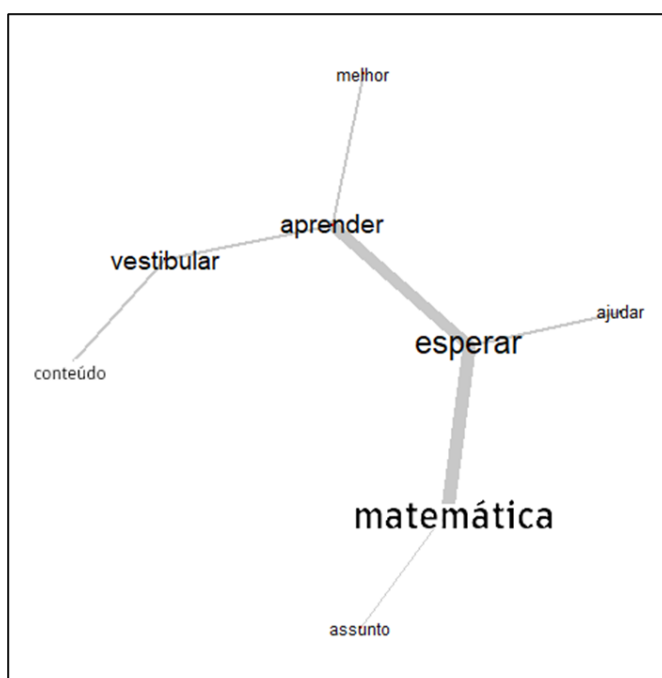 melhor
aprender
vestibular
ajudar
esperar
conteúdo
matemática
assunto